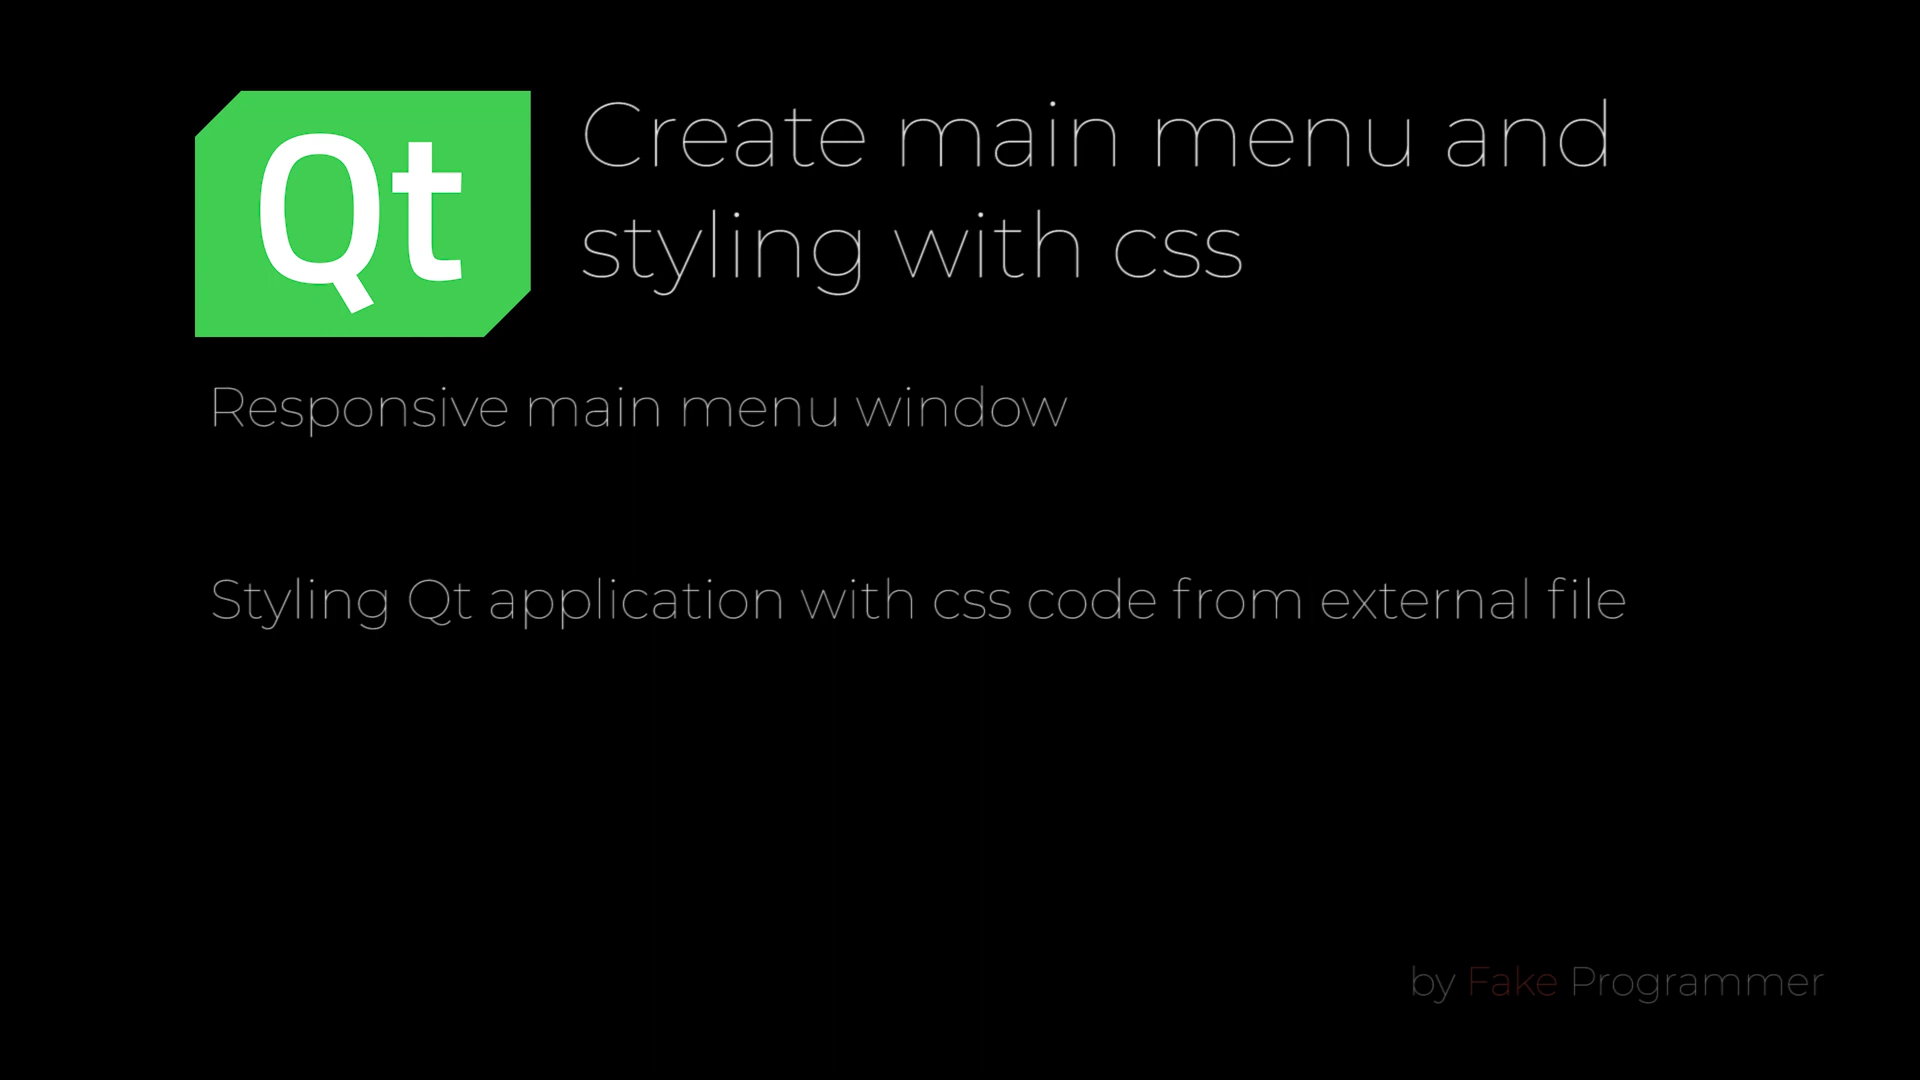 Qt
Create main menu and
styling with css
Responsive main menu window
Styling Qt application with css code from external file
by Fake Programmer